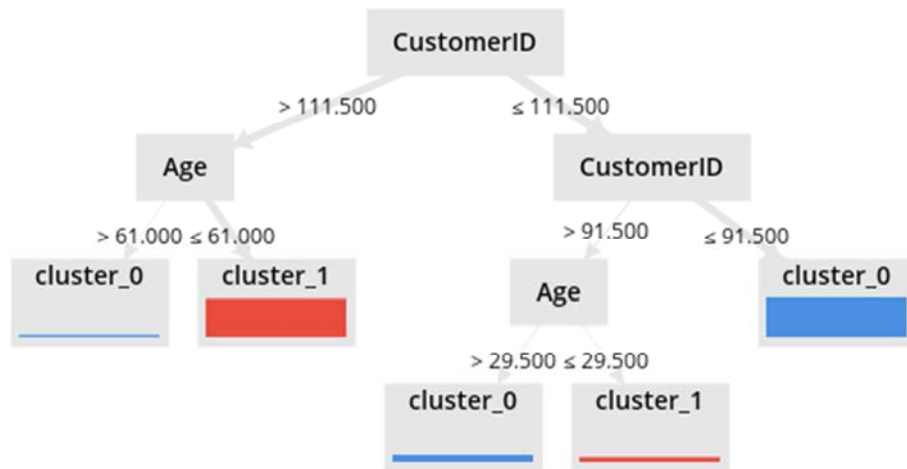 CustomerID
> 111.500 ≤ 111.500
Age CustomerID
> 61.000 ≤ 61.000 > 91.500 ≤ 91.500
cluster_0 cluster_1 Age cluster_0
> 29.500 ≤ 29.500
cluster_0 cluster_1